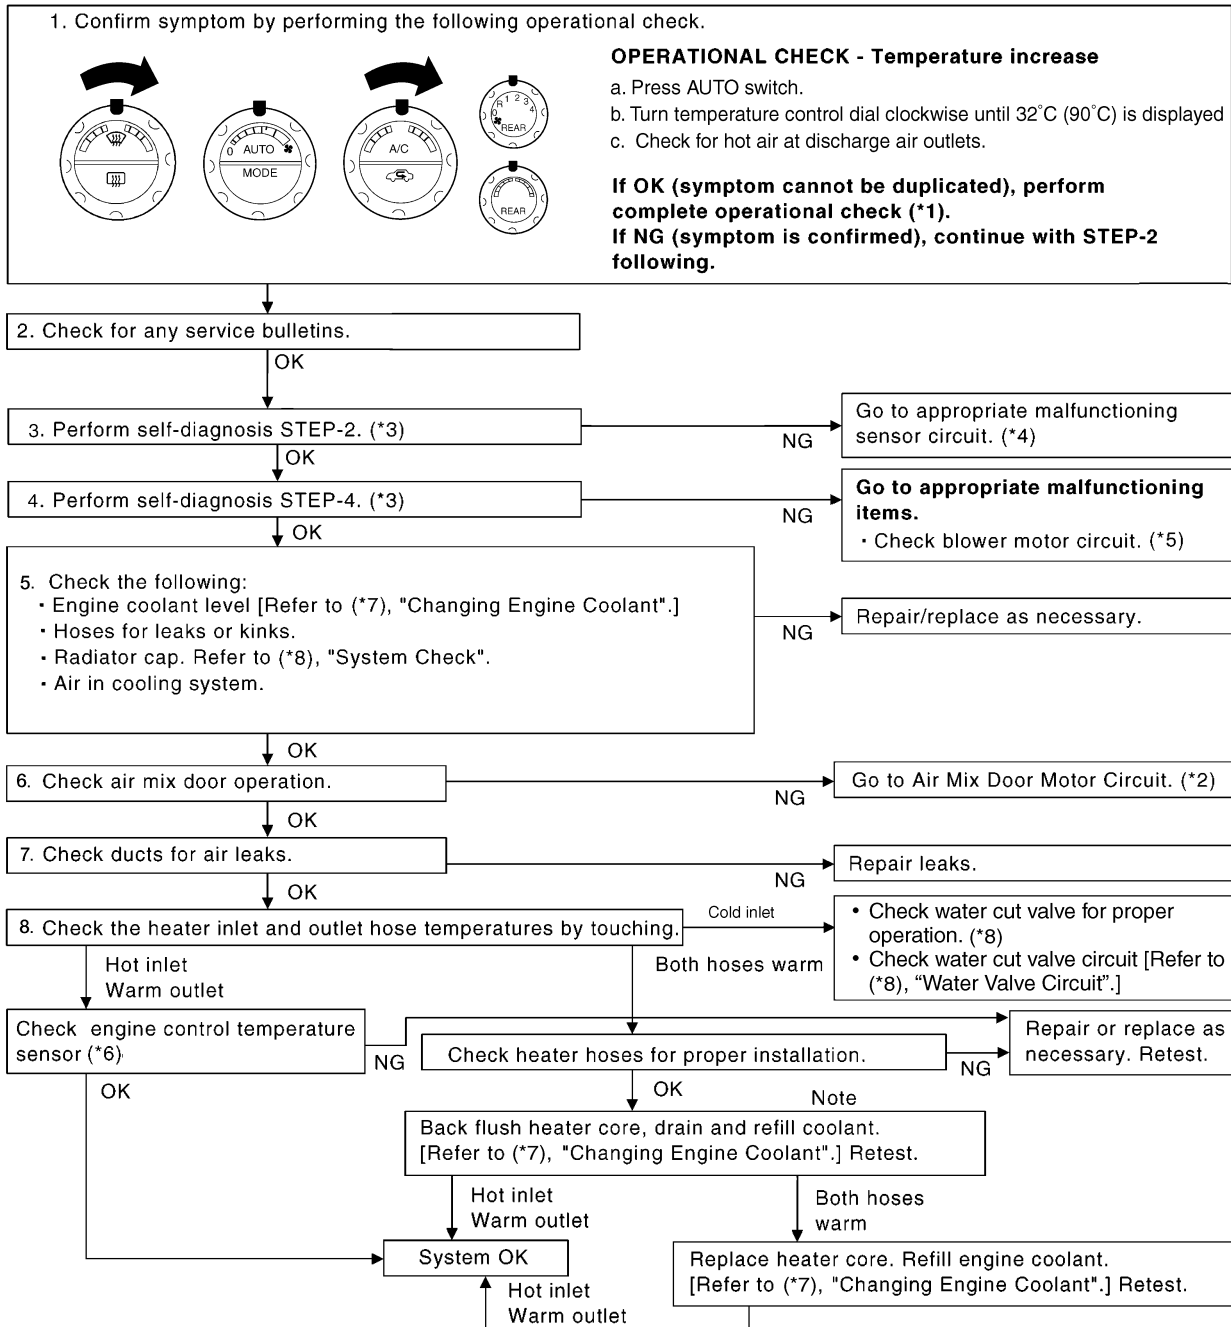 1. Confirm symptom by performing the following operational check.
OPERATIONAL CHECK - Temperature increase
a. Press AUTO switch.
b. Turn temperature control dial clockwise until 32°C (90°C) is displayed
c. Check for hot air at discharge air outlets.
If OK (symptom cannot be duplicated), perform
complete operational check (*1).
If NG (symptom is confirmed), continue with STEP-2
following.
0 AUTO
MODE
A/C
R 0 1 2 3 4
REAR
REAR
2. Check for any service bulletins.
OK
3. Perform self-diagnosis STEP-2. (*3)
NG
Go to appropriate malfunctioning
sensor circuit. (*4)
OK
4. Perform self-diagnosis STEP-4. (*3)
NG
Go to appropriate malfunctioning
items.
· Check blower motor circuit. (*5)
OK
5. Check the following:
· Engine coolant level [Refer to (*7), "Changing Engine Coolant".]
· Hoses for leaks or kinks.
· Radiator cap. Refer to (*8), "System Check".
· Air in cooling system.
NG
Repair/replace as necessary.
OK
6. Check air mix door operation.
NG
Go to Air Mix Door Motor Circuit. (*2)
OK
7. Check ducts for air leaks.
NG
Repair leaks.
OK
8. Check the heater inlet and outlet hose temperatures by touching.
Cold inlet
• Check water cut valve for proper
operation. (*8)
• Check water cut valve circuit [Refer to
(*8), “Water Valve Circuit”.]
Hot inlet
Warm outlet
Both hoses warm
Check engine control temperature
sensor (*6)
NG
Check heater hoses for proper installation.
NG
Repair or replace as
necessary. Retest.
OK
OK
Note
Back flush heater core, drain and refill coolant.
[Refer to (*7), "Changing Engine Coolant".] Retest.
Hot inlet
Warm outlet
Both hoses
warm
System OK
Replace heater core. Refill engine coolant.
[Refer to (*7), "Changing Engine Coolant".] Retest.
Hot inlet
Warm outlet